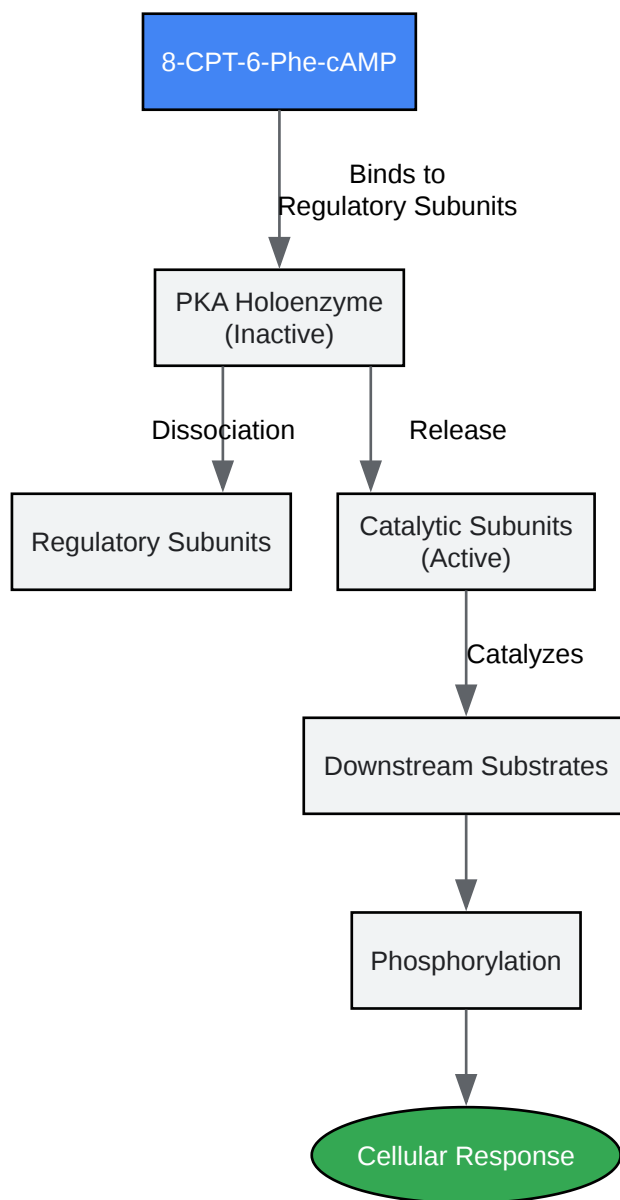 8-CPT-6-Phe-cAMP
Binds to
Regulatory Subunits
PKA Holoenzyme
(Inactive)
Dissociation
Release
Regulatory Subunits
Catalytic Subunits
(Active)
Catalyzes
Downstream Substrates
Phosphorylation
Cellular Response